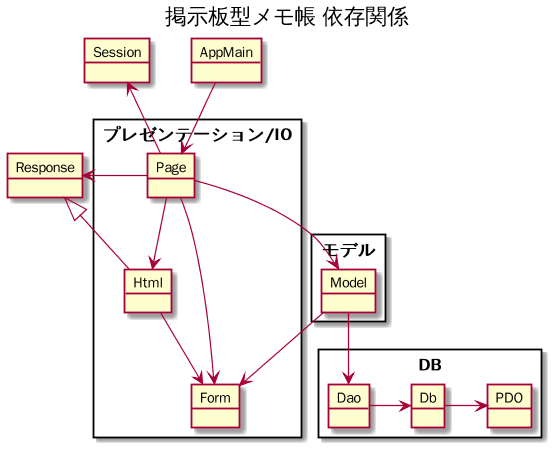 掲示板型メモ帳 依存関係
Session
AppMain
プレゼンテーション/IO
Response
Page
モデル
Html
Model
DB
Form
Dao
Db
PDO